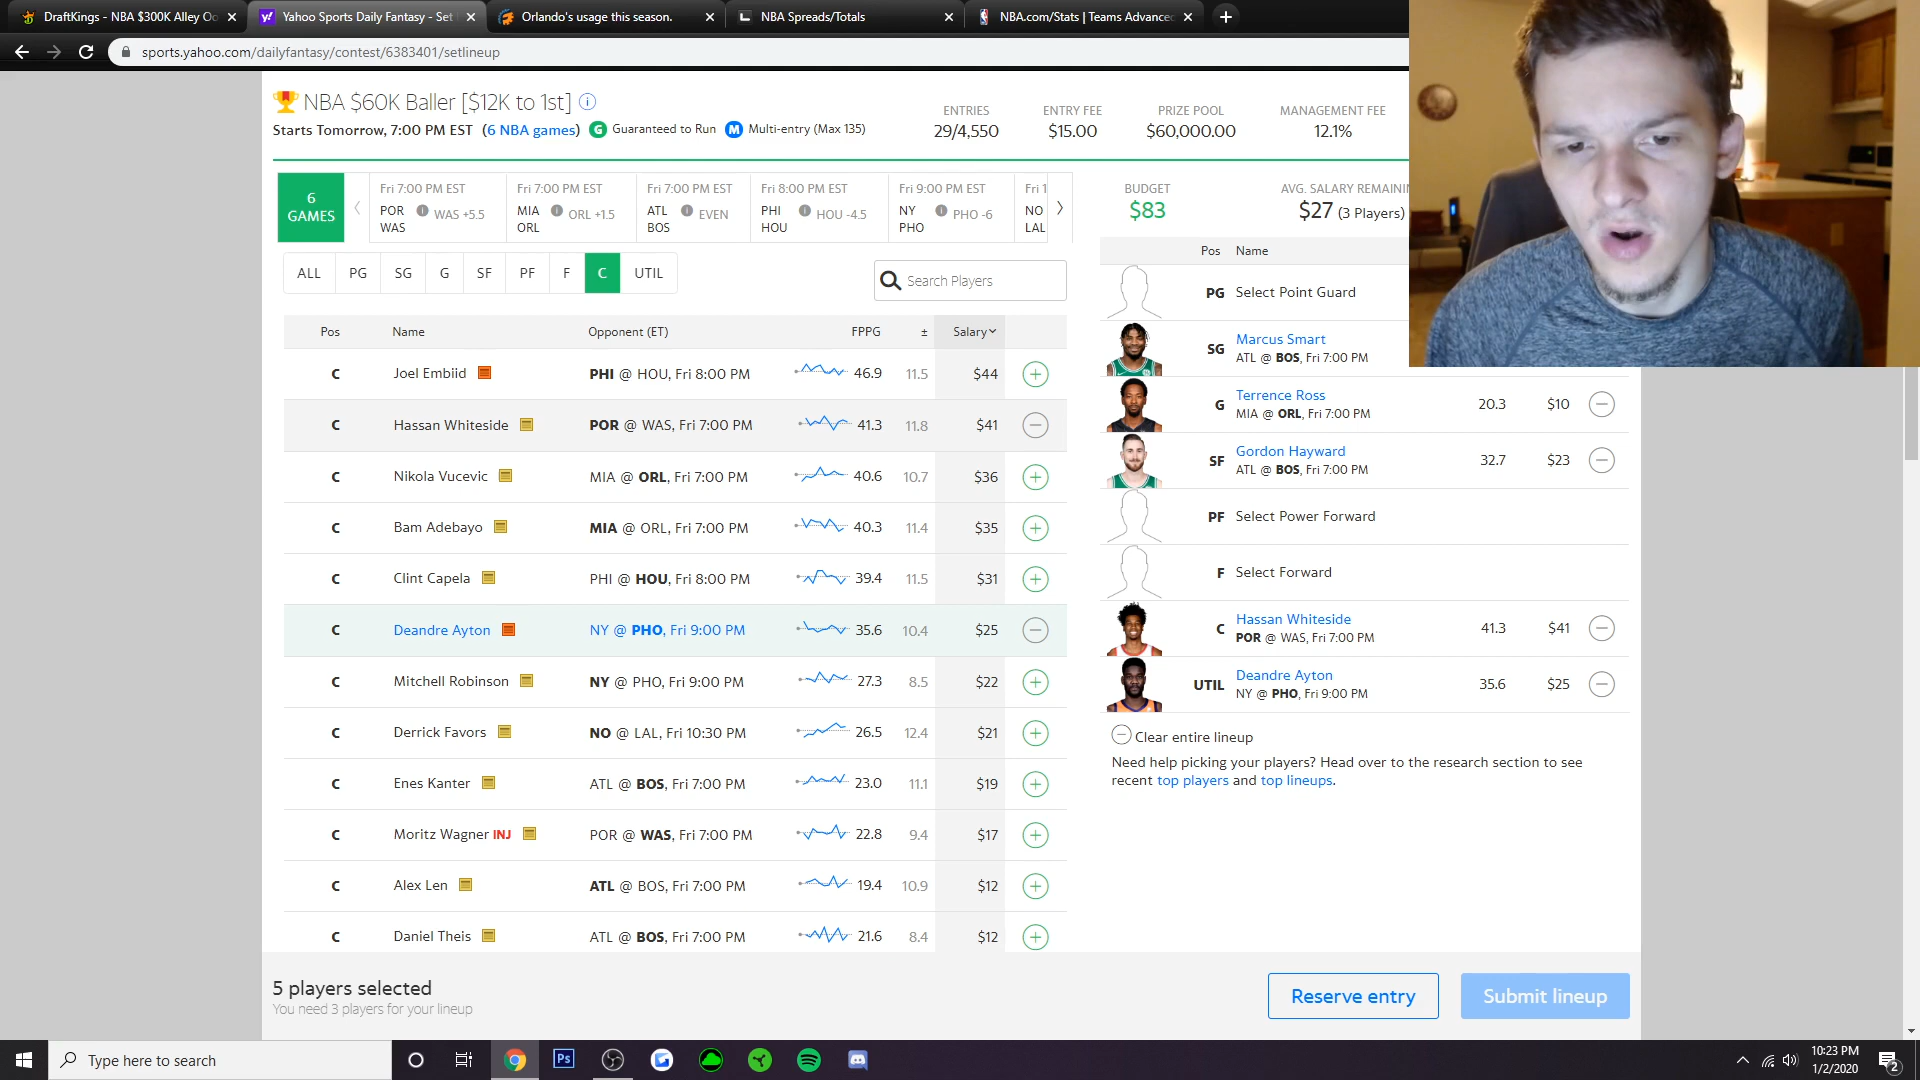 DraftKings - NBA $300K Alley Oo
Yahoo Sports Daily Fantasy - Set
Orlando's usage this season.
NBA Spreads/Totals
NBA.com/Stats | Teams Advanced
sports.yahoo.com/dailyfantasy/contest/6383401/setlineup
NBA $60K Baller [$12K to 1st]
Starts Tomorrow, 7:00 PM EST (6 NBA games) G Guaranteed to Run M Multi-entry (Max 135)
ENTRIES
29/4,550
ENTRY FEE
$15.00
PRIZE POOL
$60,000.00
MANAGEMENT FEE
12.1%
6 GAMES
Fri 7:00 PM EST
POR
WAS
WAS +5.5
Fri 7:00 PM EST
MIA
ORL
ORL +1.5
Fri 7:00 PM EST
ATL
BOS
EVEN
Fri 8:00 PM EST
PHI
HOU
HOU -4.5
Fri 9:00 PM EST
NY
PHO
PHO -6
Fri 1
NO
LAL
BUDGET
$83
AVG. SALARY REMAININ
$27 (3 Players)
ALL PG SG G SF PF F C UTIL
Search Players
Pos Name Opponent (ET) FPPG ± Salary
C Joel Embiid PHI @ HOU, Fri 8:00 PM 46.9 11.5 $44
C Hassan Whiteside POR @ WAS, Fri 7:00 PM 41.3 11.8 $41
C Nikola Vucevic MIA @ ORL, Fri 7:00 PM 40.6 10.7 $36
C Bam Adebayo MIA @ ORL, Fri 7:00 PM 40.3 11.4 $35
C Clint Capela PHI @ HOU, Fri 8:00 PM 39.4 11.5 $31
C Deandre Ayton NY @ PHO, Fri 9:00 PM 35.6 10.4 $25
C Mitchell Robinson NY @ PHO, Fri 9:00 PM 27.3 8.5 $22
C Derrick Favors NO @ LAL, Fri 10:30 PM 26.5 12.4 $21
C Enes Kanter ATL @ BOS, Fri 7:00 PM 23.0 11.1 $19
C Moritz Wagner INJ POR @ WAS, Fri 7:00 PM 22.8 9.4 $17
C Alex Len ATL @ BOS, Fri 7:00 PM 19.4 10.9 $12
C Daniel Theis ATL @ BOS, Fri 7:00 PM 21.6 8.4 $12
Pos Name
PG Select Point Guard
SG Marcus Smart
ATL @ BOS, Fri 7:00 PM
G Terrence Ross 20.3 $10
MIA @ ORL, Fri 7:00 PM
SF Gordon Hayward 32.7 $23
ATL @ BOS, Fri 7:00 PM
PF Select Power Forward
F Select Forward
C Hassan Whiteside 41.3 $41
POR @ WAS, Fri 7:00 PM
UTIL Deandre Ayton 35.6 $25
NY @ PHO, Fri 9:00 PM
Clear entire lineup
Need help picking your players? Head over to the research section to see
recent top players and top lineups.
5 players selected
You need 3 players for your lineup
Reserve entry
Submit lineup
Type here to search
Ps
10:23 PM
1/2/2020
2